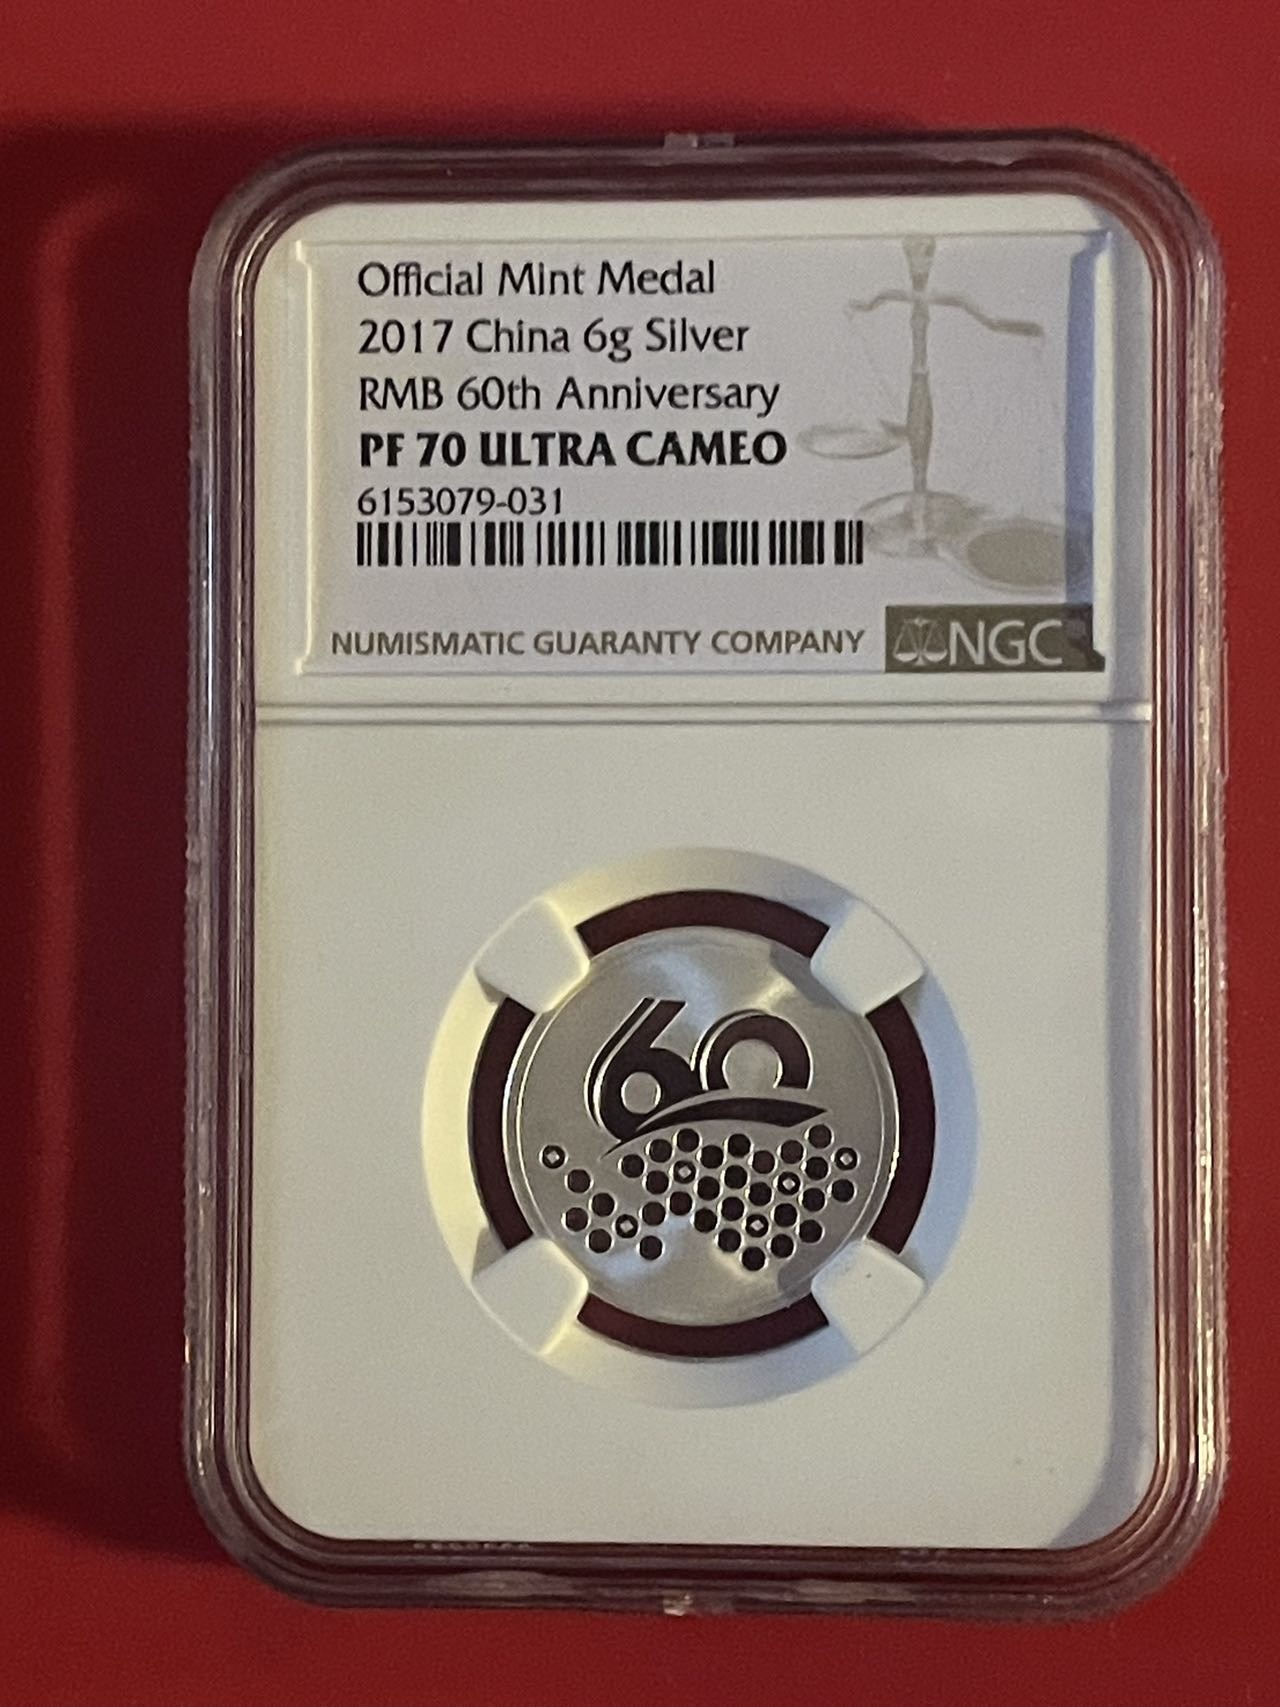 Official Mint Medal
2017 China 6g Silver
RMB 60th Anniversary
PF 70 ULTRA CAMEO
6153079-031
NUMISMATIC GUARANTY COMPANY
NGC
60